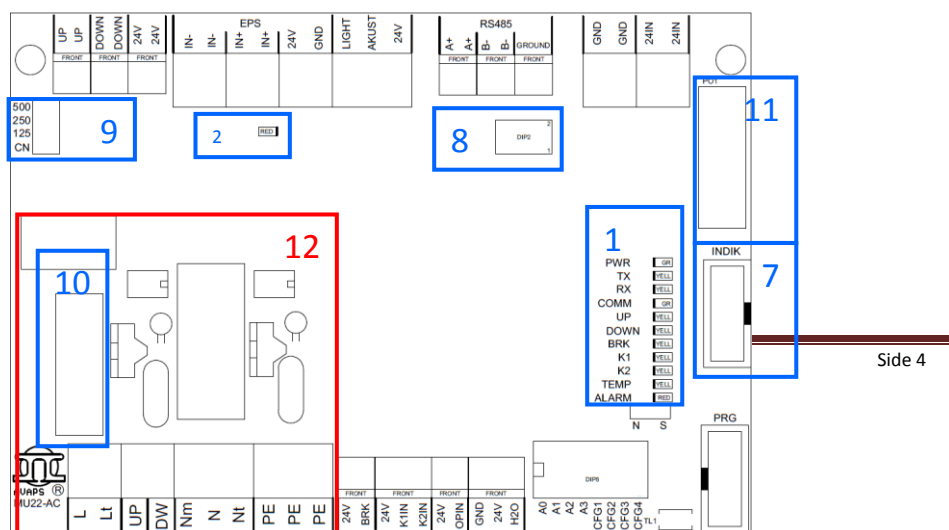 EPS
RS485
UP
UP
DOWN
DOWN
24V
24V
IN-
IN-
IN+
IN+
24V
GND
LIGHT
AKUST
24V
A+
A+
B-
B-
GROUND
GND
GND
24IN
24IN
FRONT
FRONT
FRONT
FRONT
FRONT
FRONT
500
250
125
CN
9
2
RED
8
DIP2
2
1
11
12
10
1
PWR GR
TX YELL
RX YELL
COMM GR
UP YELL
DOWN YELL
BRK YELL
K1 YELL
K2 YELL
TEMP YELL
ALARM RED
N S
INDIK
7
Side 4
PRG
AVAPS ®
MU22-AC
L
Lt
UP
DW
Nm
N
Nt
PE
PE
PE
FRONT
FRONT
FRONT
FRONT
24V
BRK
24V
K1IN
K2IN
24V
OPIN
GND
24V
H2O
DIP8
A0
A1
A2
A3
CFG1
CFG2
CFG3
CFG4
TL1